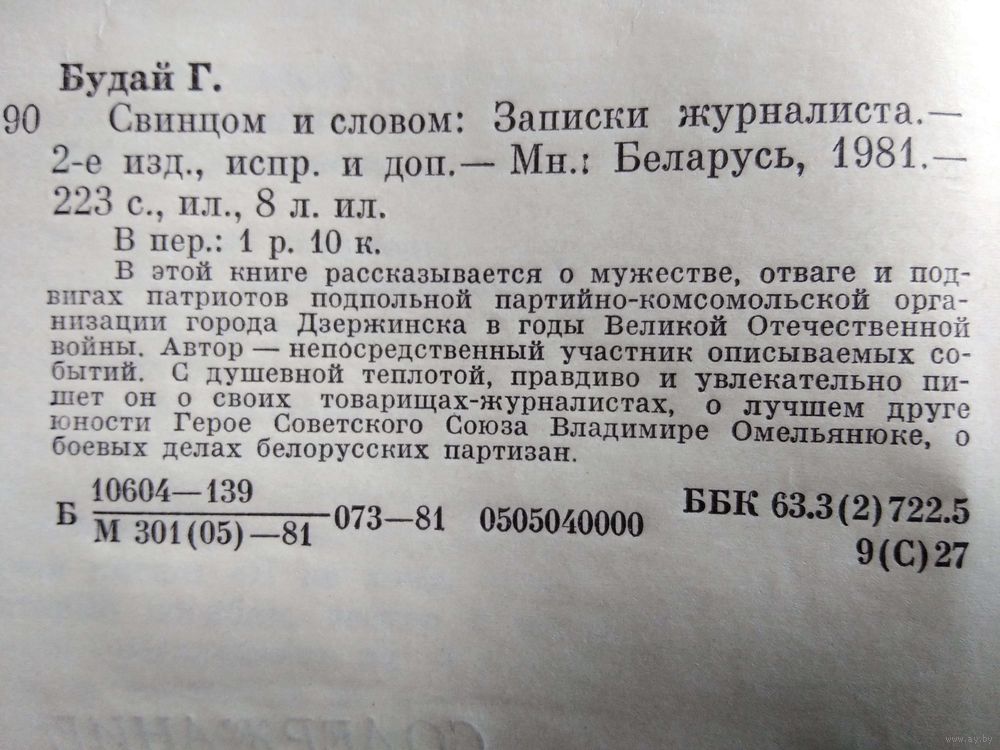 Будай Г.
90 Свинцом и словом: Записки журналиста.—
2-е изд., испр. и доп.— Мн.: Беларусь, 1981.—
223 с., ил., 8 л. ил.
В пер.: 1 р. 10 к.
В этой книге рассказывается о мужестве, отваге и под-
вигах патриотов подпольной партийно-комсомольской орга-
низации города Дзержинска в годы Великой Отечественной
войны. Автор — непосредственный участник описываемых со-
бытий. С душевной теплотой, правдиво и увлекательно пи-
шет он о своих товарищах-журналистах, о лучшем друге
юности Герое Советского Союза Владимире Омельянюке, о
боевых делах белорусских партизан.
Б 10604—139
М 301(05)—81 —073—81 0505040000
ББК 63.3(2)722.5
9(С)27
СОДЕРЖАНИЕ
www.ay.by